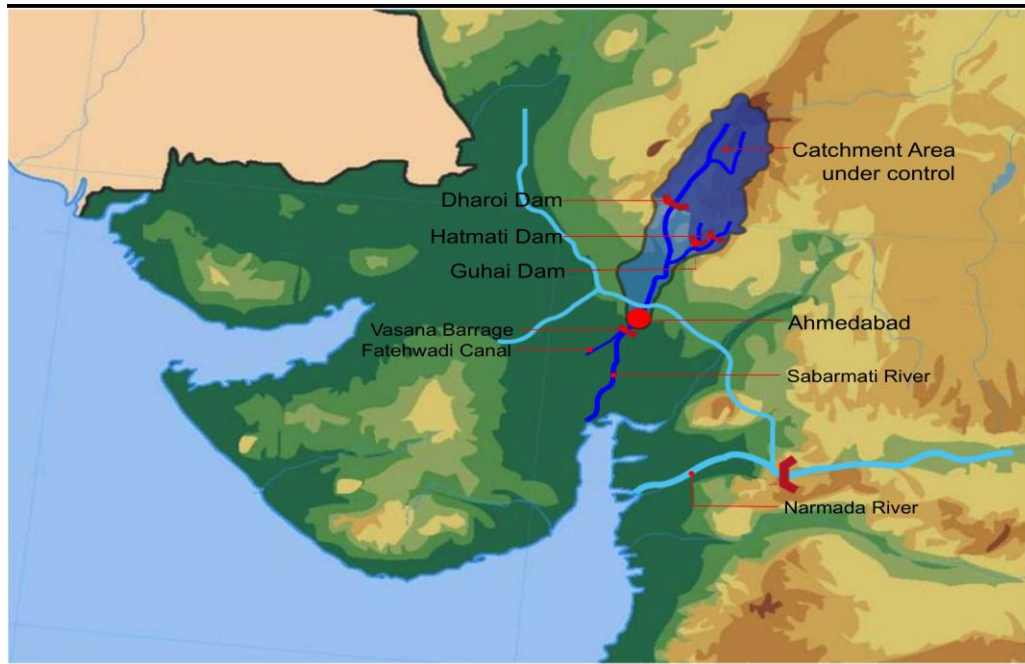 Catchment Area
under control
Dharoi Dam
Hatmati Dam
Guhai Dam
Vasana Barrage
Fatehwadi Canal
Ahmedabad
Sabarmati River
Narmada River